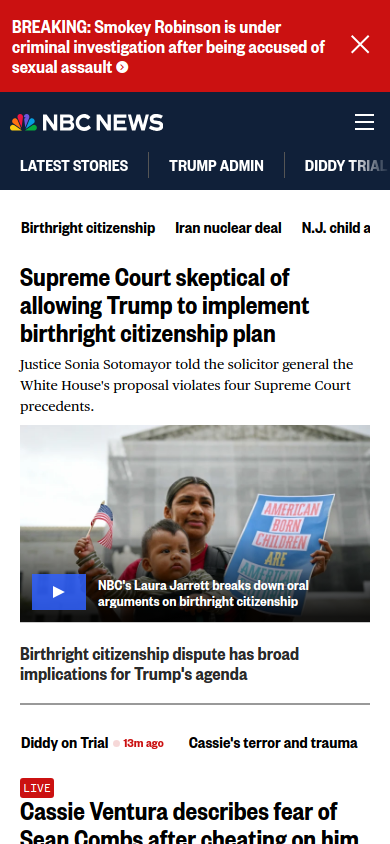 BREAKING: Smokey Robinson is under
criminal investigation after being accused of
sexual assault
NBC NEWS
LATEST STORIES
TRUMP ADMIN
DIDDY TRIAL
Birthright citizenship
Iran nuclear deal
N.J. child a
Supreme Court skeptical of
allowing Trump to implement
birthright citizenship plan
Justice Sonia Sotomayor told the solicitor general the
White House's proposal violates four Supreme Court
precedents.
AMERICAN
BORN
CHILDREN
ARE
AMERICAN
NBC's Laura Jarrett breaks down oral
arguments on birthright citizenship
Birthright citizenship dispute has broad
implications for Trump's agenda
Diddy on Trial
13m ago
Cassie's terror and trauma
LIVE
Cassie Ventura describes fear of
Sean Combs after cheating on him